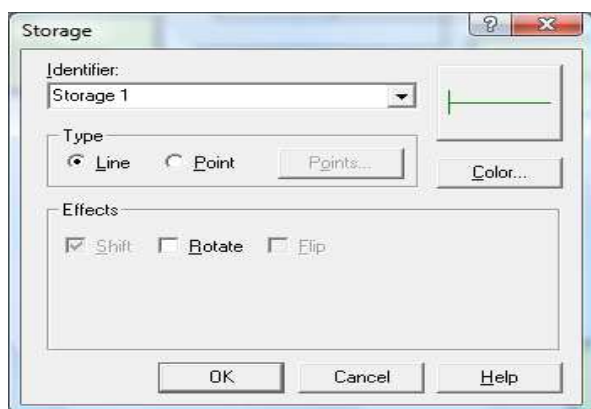 Storage
Identifier:
Storage 1
Type
Line Point Points...
Color...
Effects
Shift Rotate Flip
OK Cancel Help